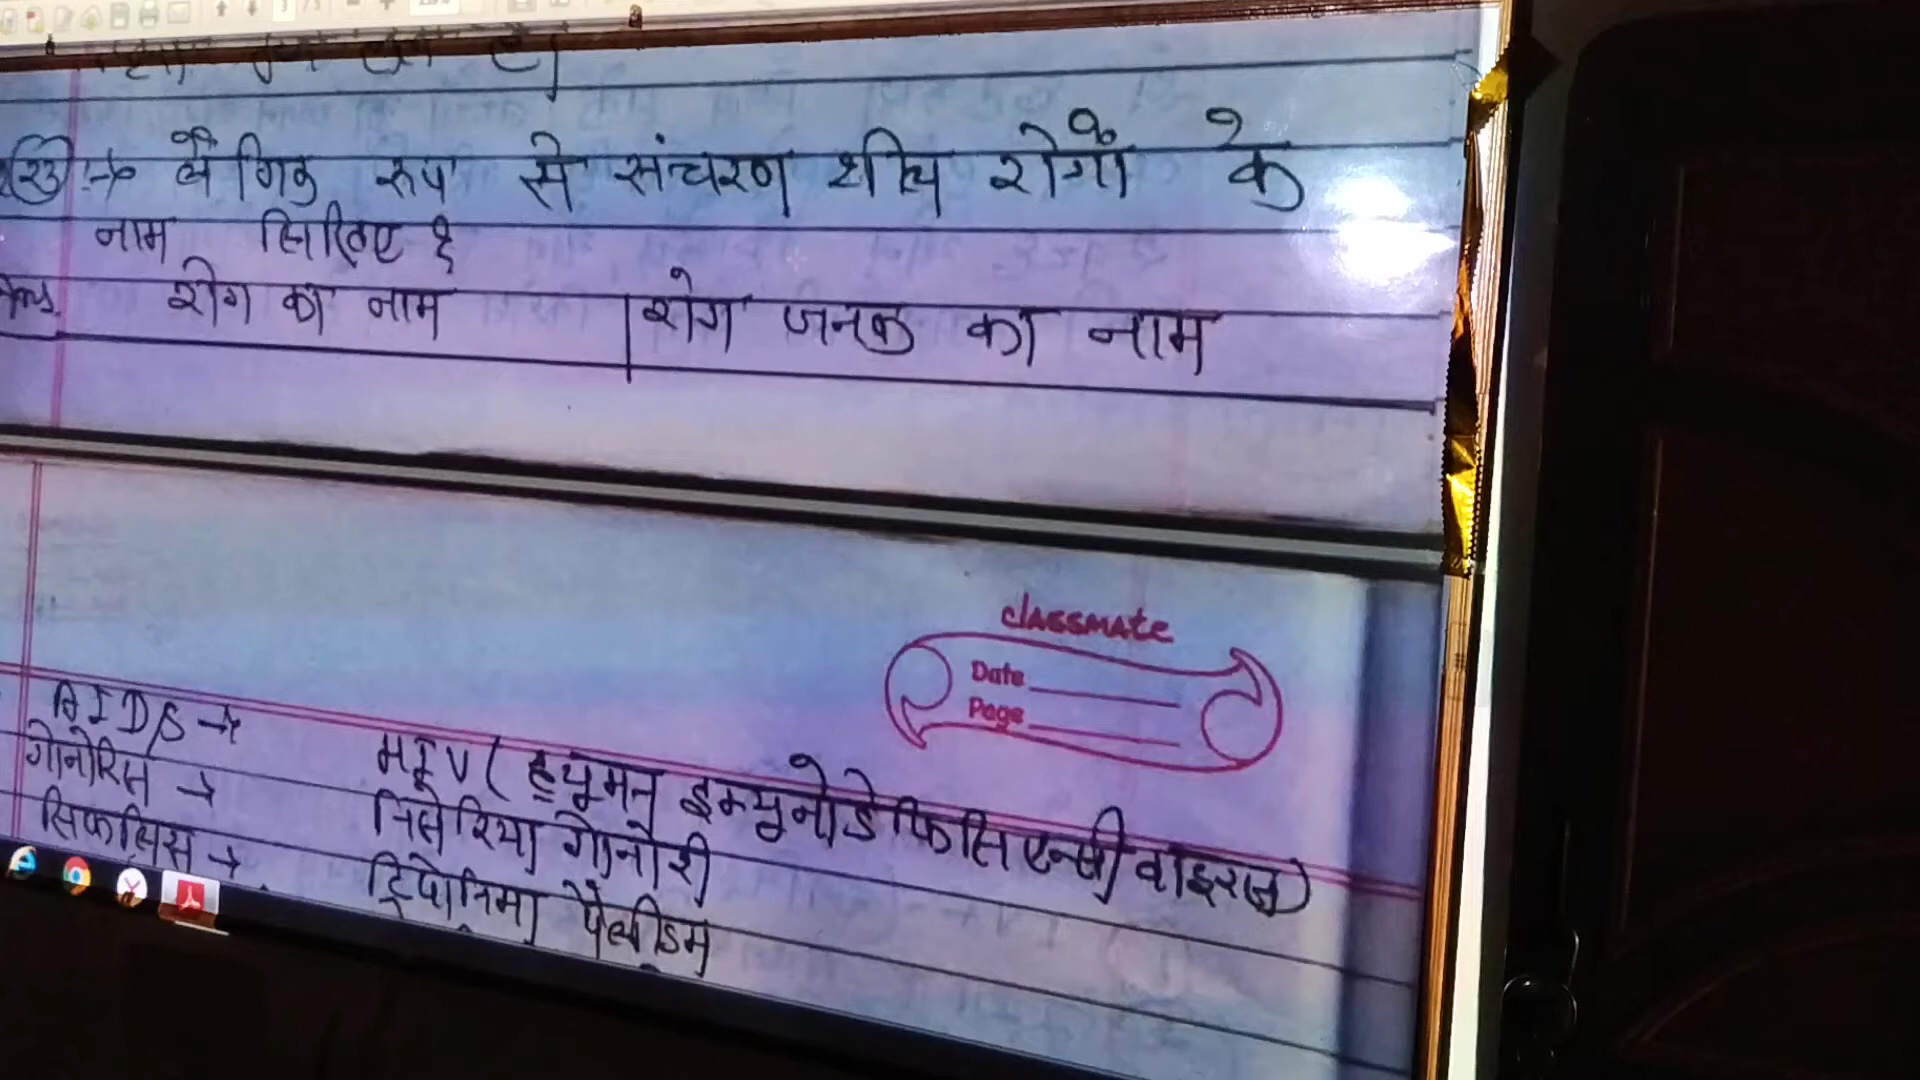 लैंगिक रूप से संचरण शील रोगों के
नाम लिखिए ?
रोग का नाम | रोग जनक का नाम
classmate
Date
Page
AIDS →
HIV ( ह्यूमन इम्यूनोडेफिसिएन्सी वाइरस )
गोनोरिस →
निसेरिया गोनोरी
सिफलिस →
ट्रिपोनिमा पैलीडम